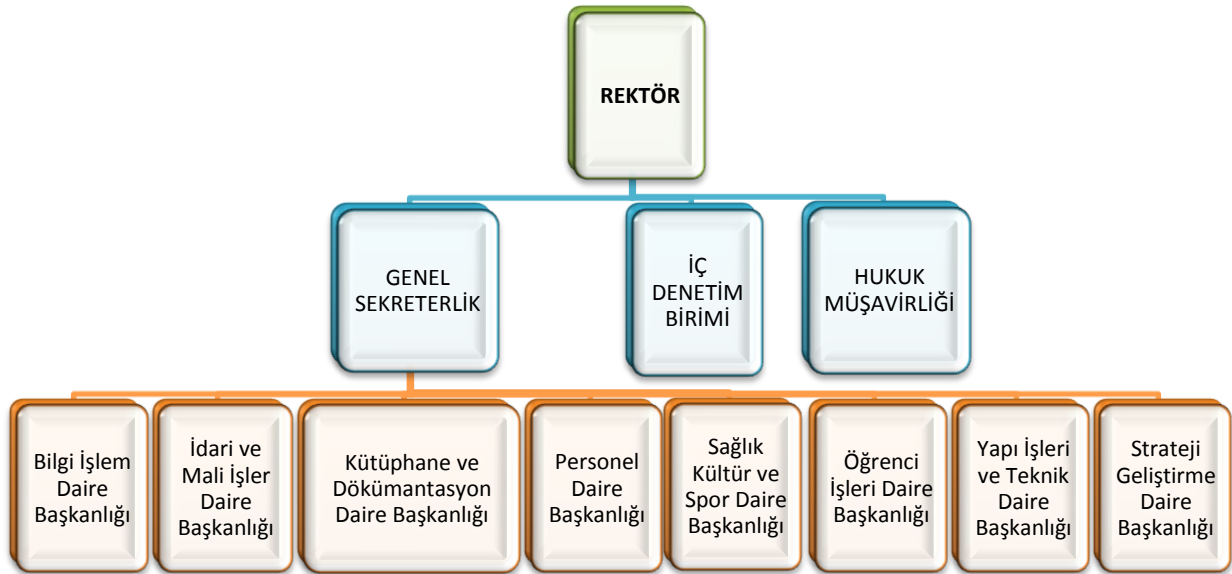 REKTÖR
GENEL
SEKRETERLİK
İÇ
DENETİM
BİRİMİ
HUKUK
MÜŞAVİRLİĞİ
Bilgi İşlem
Daire
Başkanlığı
İdari ve
Mali İşler
Daire
Başkanlığı
Kütüphane ve
Dökümantasyon
Daire Başkanlığı
Personel
Daire
Başkanlığı
Sağlık
Kültür ve
Spor Daire
Başkanlığı
Öğrenci
İşleri Daire
Başkanlığı
Yapı İşleri
ve Teknik
Daire
Başkanlığı
Strateji
Geliştirme
Daire
Başkanlığı